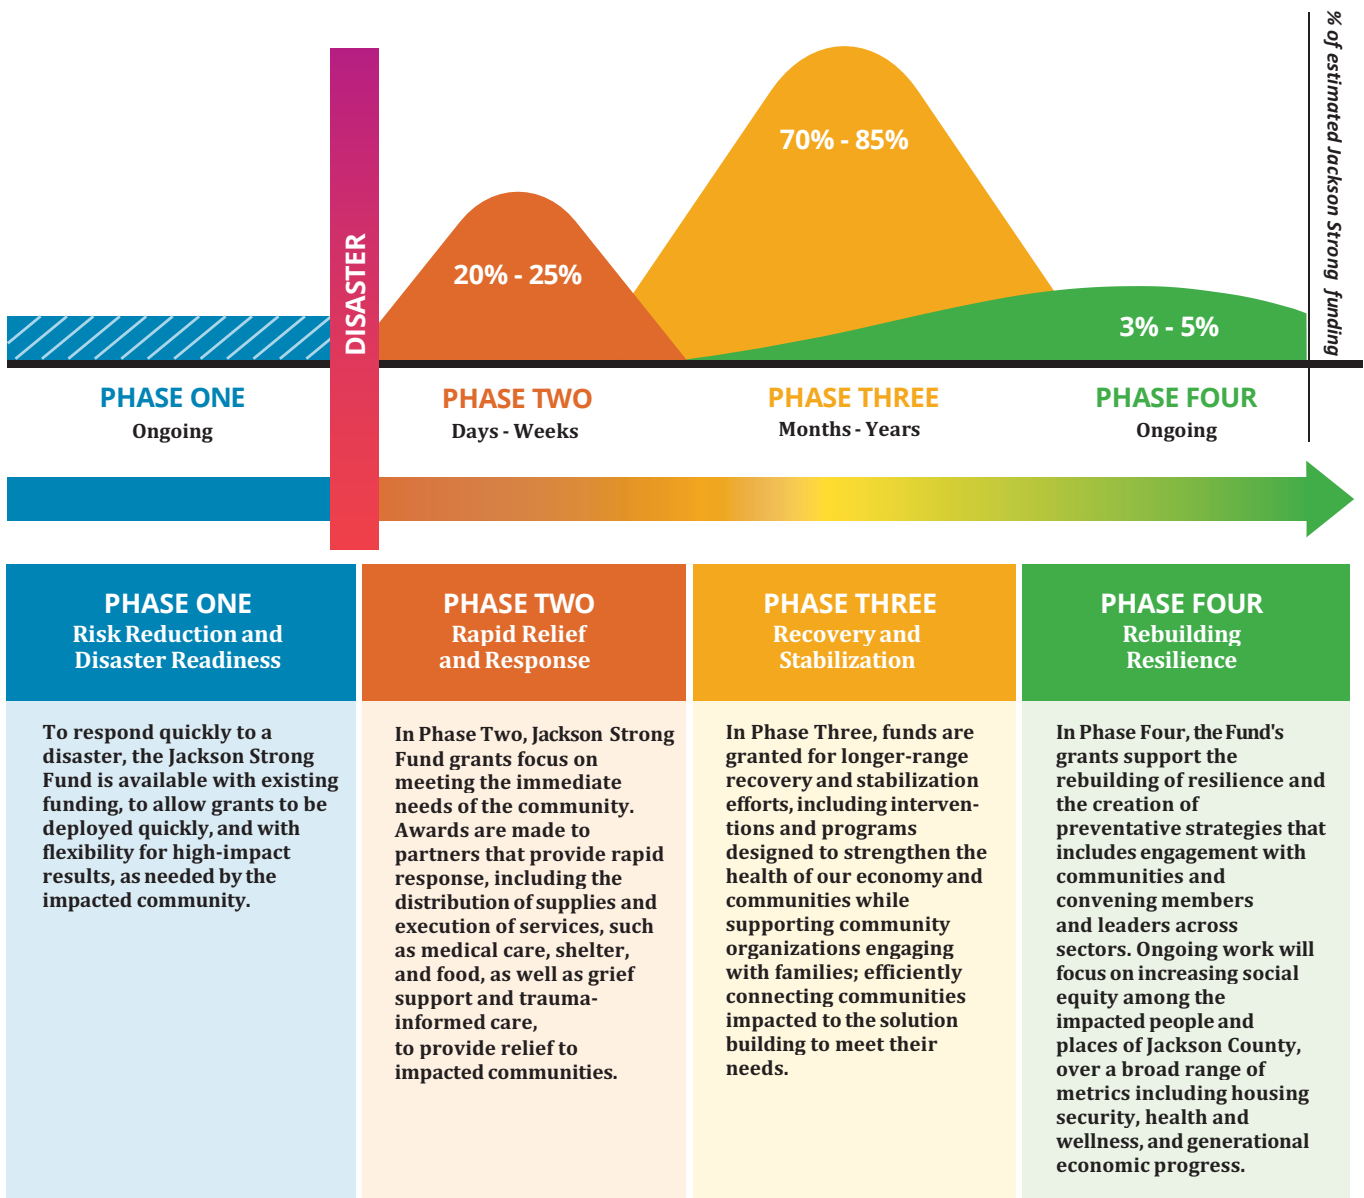 % of estimated Jackson Strong funding
DISASTER
20% - 25%
70% - 85%
3% - 5%
PHASE ONE
Ongoing
PHASE TWO
Days - Weeks
PHASE THREE
Months - Years
PHASE FOUR
Ongoing
PHASE ONE
Risk Reduction and
Disaster Readiness
To respond quickly to a
disaster, the Jackson Strong
Fund is available with existing
funding, to allow grants to be
deployed quickly, and with
flexibility for high-impact
results, as needed by the
impacted community.
PHASE TWO
Rapid Relief
and Response
In Phase Two, Jackson Strong
Fund grants focus on
meeting the immediate
needs of the community.
Awards are made to
partners that provide rapid
response, including the
distribution of supplies and
execution of services, such
as medical care, shelter,
and food, as well as grief
support and trauma-
informed care,
to provide relief to
impacted communities.
PHASE THREE
Recovery and
Stabilization
In Phase Three, funds are
granted for longer-range
recovery and stabilization
efforts, including interven-
tions and programs
designed to strengthen the
health of our economy and
communities while
supporting community
organizations engaging
with families; efficiently
connecting communities
impacted to the solution
building to meet their
needs.
PHASE FOUR
Rebuilding
Resilience
In Phase Four, the Fund's
grants support the
rebuilding of resilience and
the creation of
preventative strategies that
includes engagement with
communities and
convening members
and leaders across
sectors. Ongoing work will
focus on increasing social
equity among the
impacted people and
places of Jackson County,
over a broad range of
metrics including housing
security, health and
wellness, and generational
economic progress.